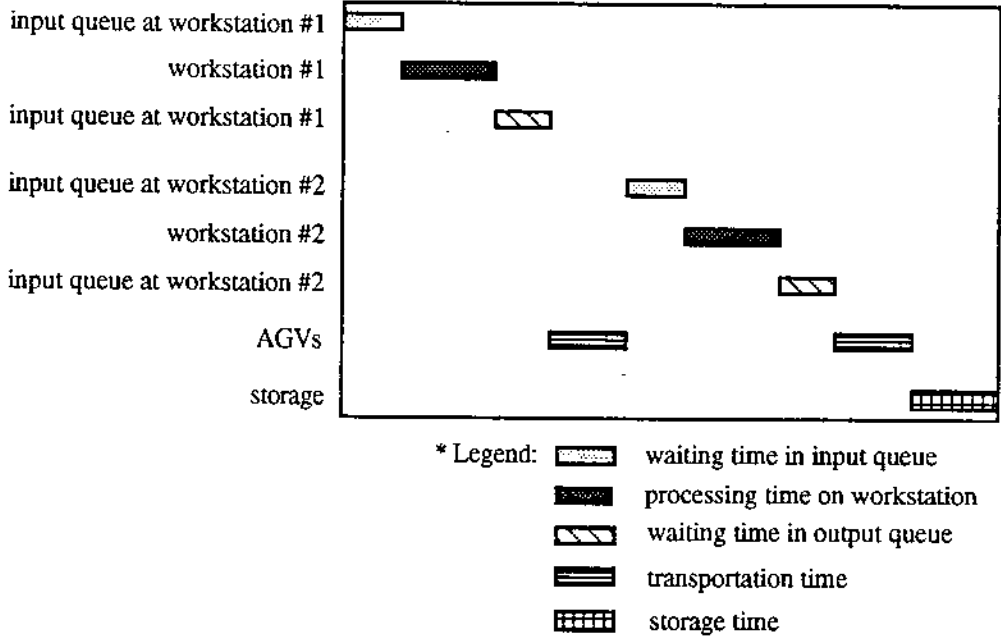 input queue at workstation #1
workstation #1
input queue at workstation #1
input queue at workstation #2
workstation #2
input queue at workstation #2
AGVs
storage
* Legend:
waiting time in input queue
processing time on workstation
waiting time in output queue
transportation time
storage time